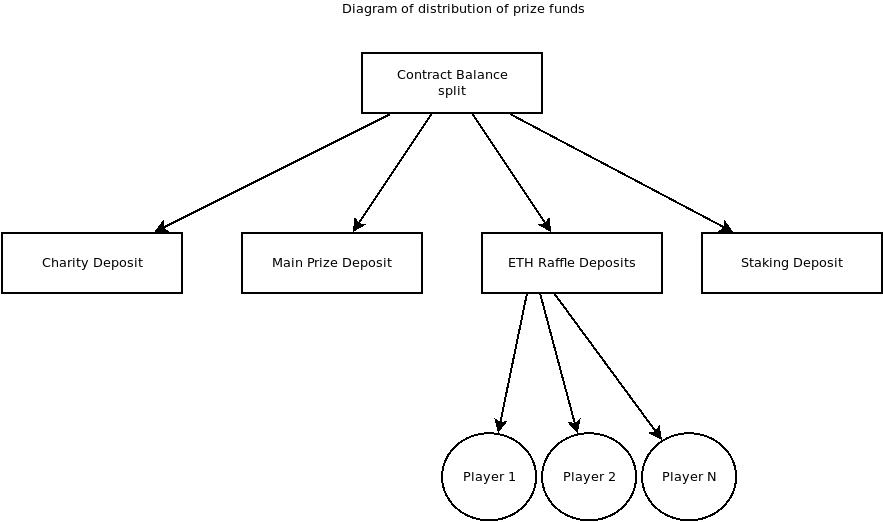 Diagram of distribution of prize funds
Contract Balance
split
Charity Deposit
Main Prize Deposit
ETH Raffle Deposits
Staking Deposit
Player 1
Player 2
Player N